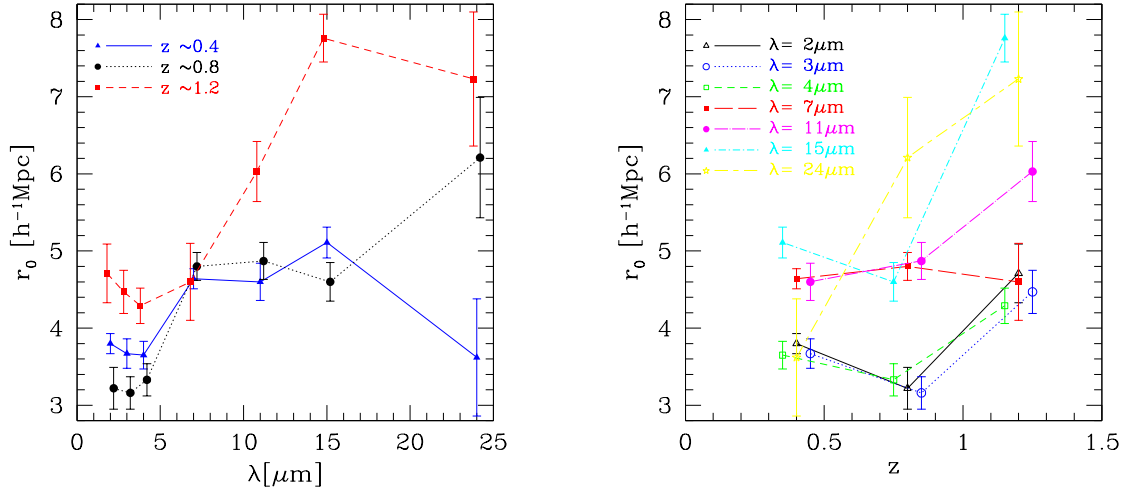 z ~0.4
z ~0.8
z ~1.2
r₀ [h⁻¹Mpc]
8
7
6
5
4
3
0 5 10 15 20 25
λ[μm]
λ= 2μm
λ= 3μm
λ= 4μm
λ= 7μm
λ= 11μm
λ= 15μm
λ= 24μm
r₀ [h⁻¹Mpc]
8
7
6
5
4
3
0 0.5 1 1.5
z